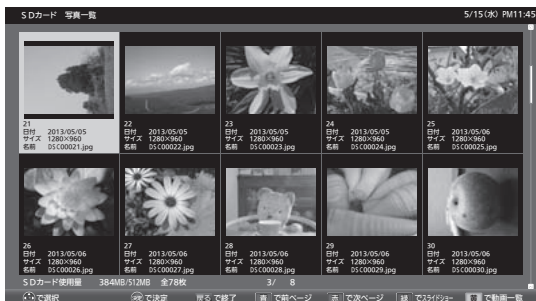 SDカード 写真一覧 5/15(水) PM11:45
21
日付 2013/05/05
サイズ 1280×960
名前 DSC00021.jpg
22
日付 2013/05/05
サイズ 1280×960
名前 DSC00022.jpg
23
日付 2013/05/05
サイズ 1280×960
名前 DSC00023.jpg
24
日付 2013/05/05
サイズ 1280×960
名前 DSC00024.jpg
25
日付 2013/05/06
サイズ 1280×960
名前 DSC00025.jpg
26
日付 2013/05/06
サイズ 1280×960
名前 DSC00026.jpg
27
日付 2013/05/06
サイズ 1280×960
名前 DSC00027.jpg
28
日付 2013/05/06
サイズ 1280×960
名前 DSC00028.jpg
29
日付 2013/05/06
サイズ 1280×960
名前 DSC00029.jpg
30
日付 2013/05/06
サイズ 1280×960
名前 DSC00030.jpg
SDカード使用量 384MB/512MB 全78枚 3/ 8
で選択 決定 で決定 戻る で終了 青 で前ページ 赤 で次ページ 緑 でスライドショー 黄 で動画一覧